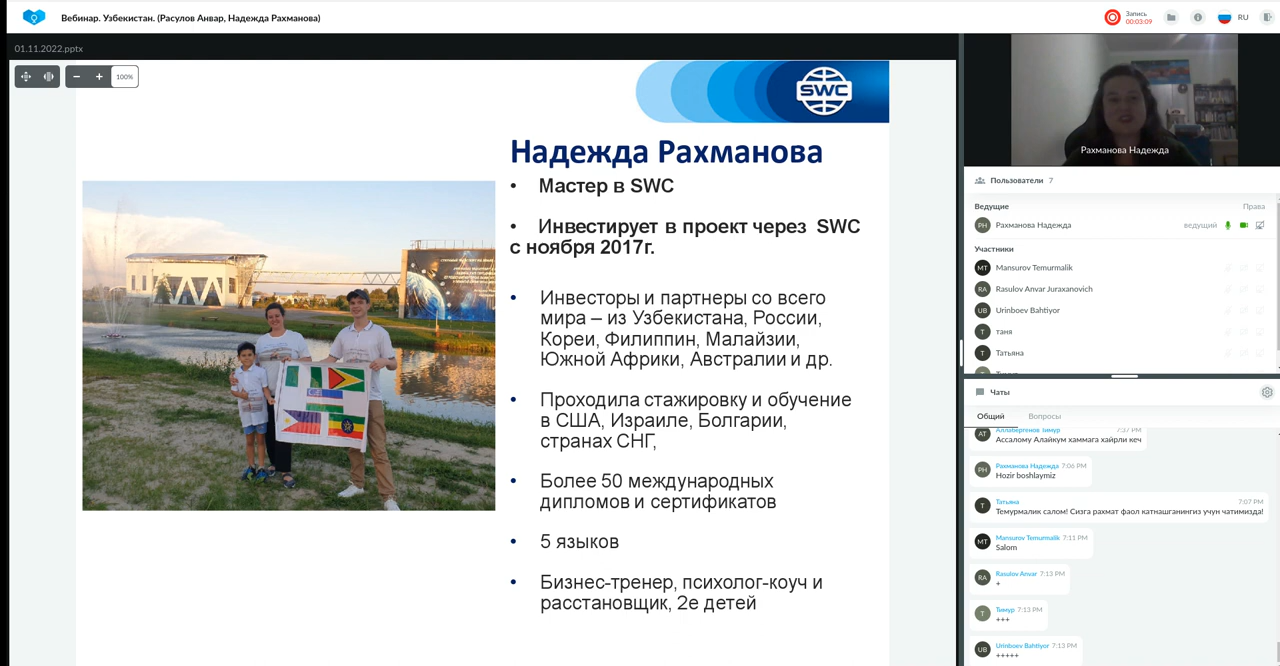 Вебинар. Узбекистан. (Расулов Анвар, Надежда Рахманова)
Запись
00:03:09
RU
01.11.2022.pptx
100%
SWC
Надежда Рахманова
• Мастер в SWC
• Инвестирует в проект через SWC
с ноября 2017г.
• Инвесторы и партнеры со всего
мира – из Узбекистана, России,
Кореи, Филиппин, Малайзии,
Южной Африки, Австралии и др.
• Проходила стажировку и обучение
в США, Израиле, Болгарии,
странах СНГ,
• Более 50 международных
дипломов и сертификатов
• 5 языков
• Бизнес-тренер, психолог-коуч и
расстановщик, 2е детей
Рахманова Надежда
Пользователи 7
Ведущие Права
РН Рахманова Надежда ведущий
Участники
MT Mansurov Temurmalik
RA Rasulov Anvar Juraxanovich
UB Urinboev Bahtiyor
Т таня
Т Татьяна
Чаты
Общий Вопросы
АТ Аллабергенов Тимур 7:37 PM
Ассалому Алайкум хаммага хайрли кеч
РН Рахманова Надежда 7:06 PM
Hozir boshlaymiz
Т Татьяна 7:07 PM
Темурмалик салом! Сизга рахмат фаол катнашганингиз учун чатимизда!
MT Mansurov Temurmalik 7:11 PM
Salom
RA Rasulov Anvar 7:13 PM
+
Т Тимур 7:13 PM
+++
UB Urinboev Bahtiyor 7:13 PM
+++++